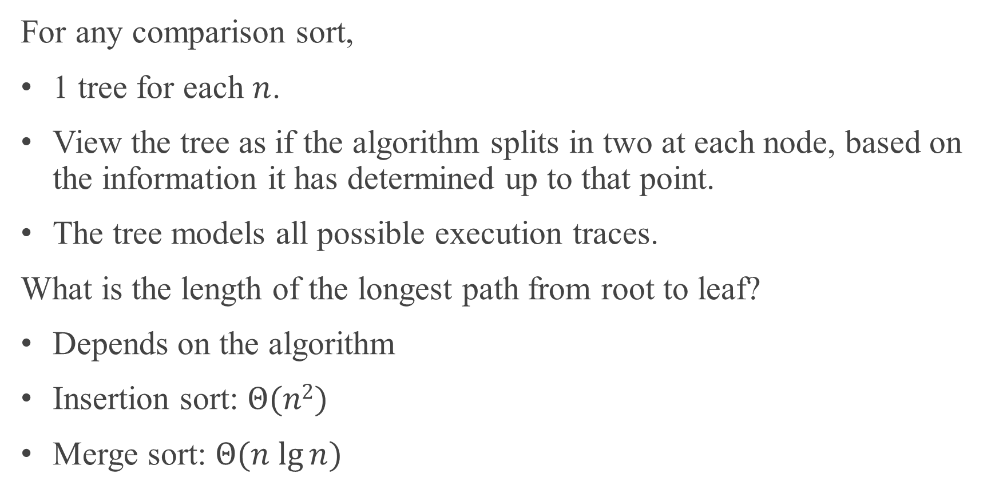 For any comparison sort,
• 1 tree for each n.
• View the tree as if the algorithm splits in two at each node, based on
the information it has determined up to that point.
• The tree models all possible execution traces.
What is the length of the longest path from root to leaf?
• Depends on the algorithm
• Insertion sort: Θ(n²)
• Merge sort: Θ(n lg n)